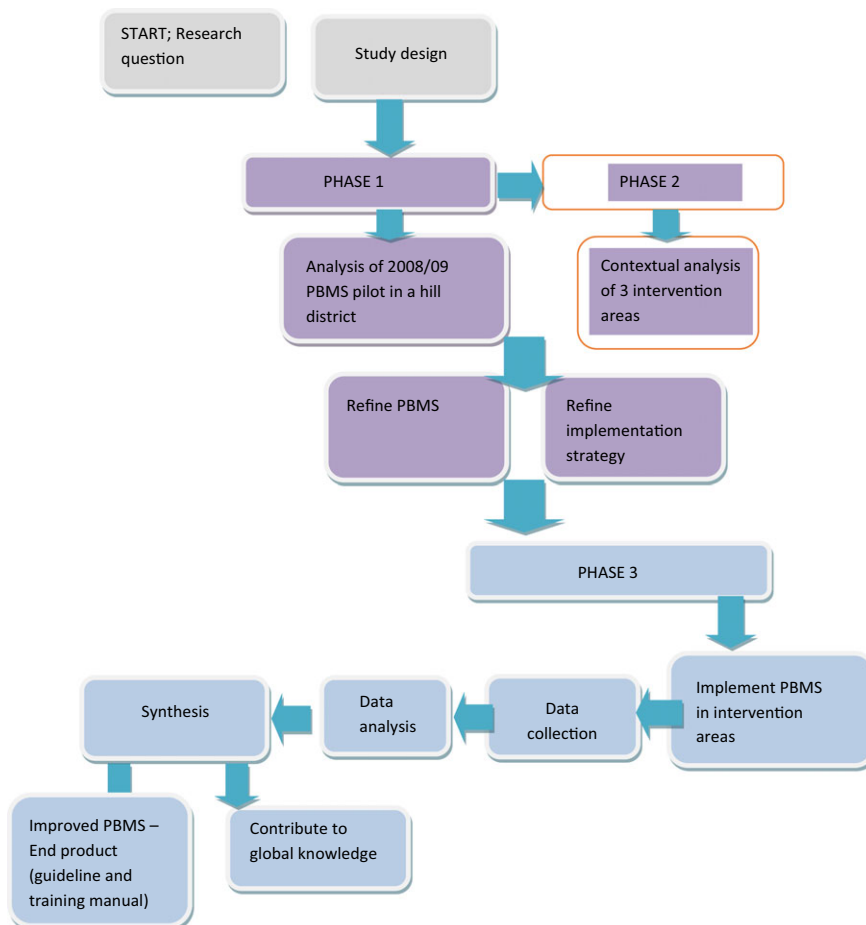 START; Research
question
Study design
PHASE 1
PHASE 2
Analysis of 2008/09
PBMS pilot in a hill
district
Contextual analysis
of 3 intervention
areas
Refine PBMS
Refine
implementation
strategy
PHASE 3
Implement PBMS
in intervention
areas
Data
collection
Data
analysis
Synthesis
Improved PBMS –
End product
(guideline and
training manual)
Contribute to
global knowledge